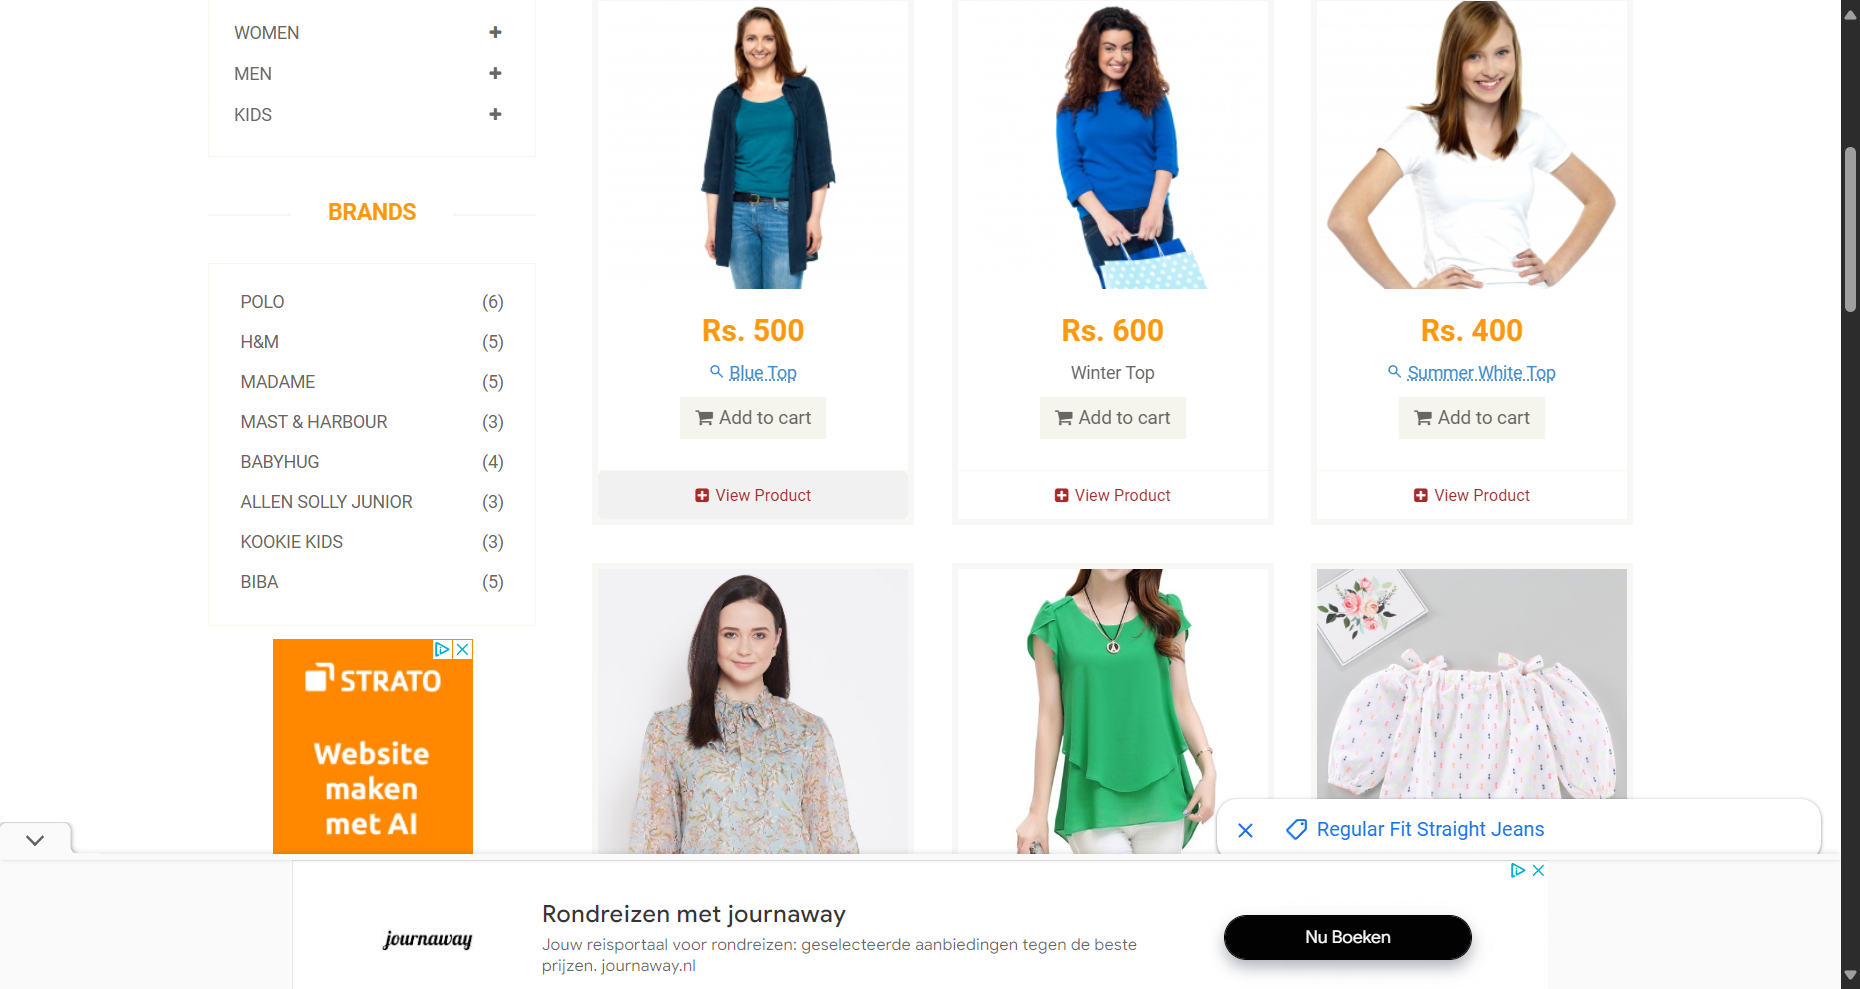 WOMEN
MEN
KIDS
BRANDS
POLO (6)
H&M (5)
MADAME (5)
MAST & HARBOUR (3)
BABYHUG (4)
ALLEN SOLLY JUNIOR (3)
KOOKIE KIDS (3)
BIBA (5)
STRATO
Website
maken
met AI
Rs. 500
Blue Top
Add to cart
View Product
Rs. 600
Winter Top
Add to cart
View Product
Rs. 400
Summer White Top
Add to cart
View Product
Regular Fit Straight Jeans
journaway
Rondreizen met journaway
Jouw reisportaal voor rondreizen: geselecteerde aanbiedingen tegen de beste
prijzen. journaway.nl
Nu Boeken